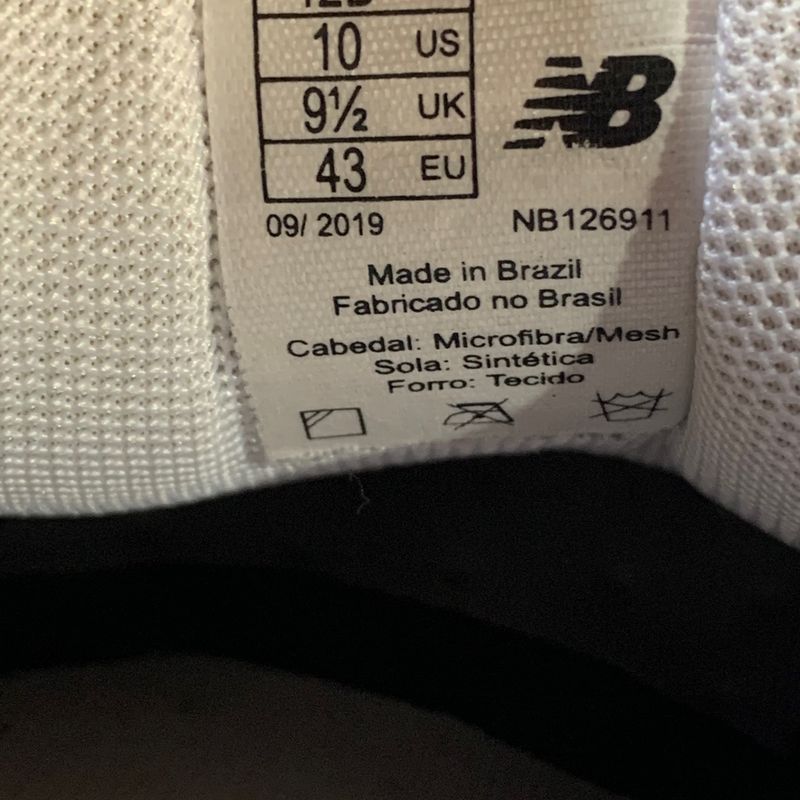 10 US
9½ UK
43 EU
NB
09/ 2019 NB126911
Made in Brazil
Fabricado no Brasil
Cabedal: Microfibra/Mesh
Sola: Sintética
Forro: Tecido